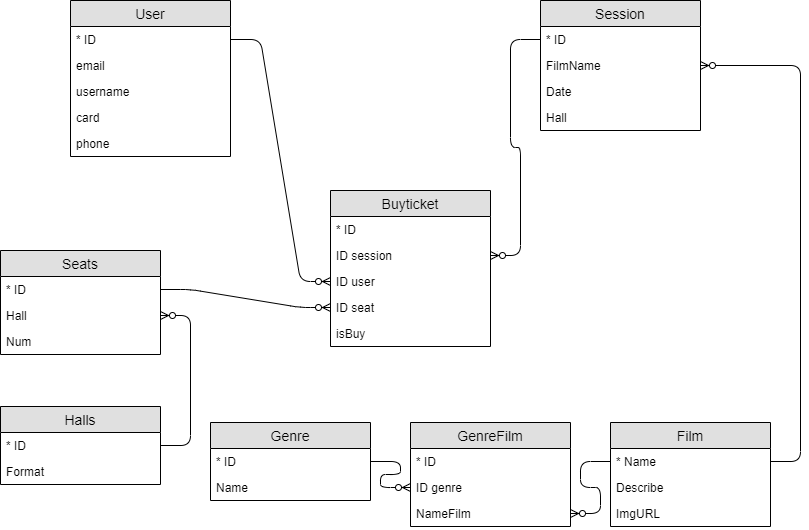 User
* ID
email
username
card
phone
Session
* ID
FilmName
Date
Hall
Buyticket
* ID
ID session
ID user
ID seat
isBuy
Seats
* ID
Hall
Num
Halls
* ID
Format
Genre
* ID
Name
GenreFilm
* ID
ID genre
NameFilm
Film
* Name
Describe
ImgURL